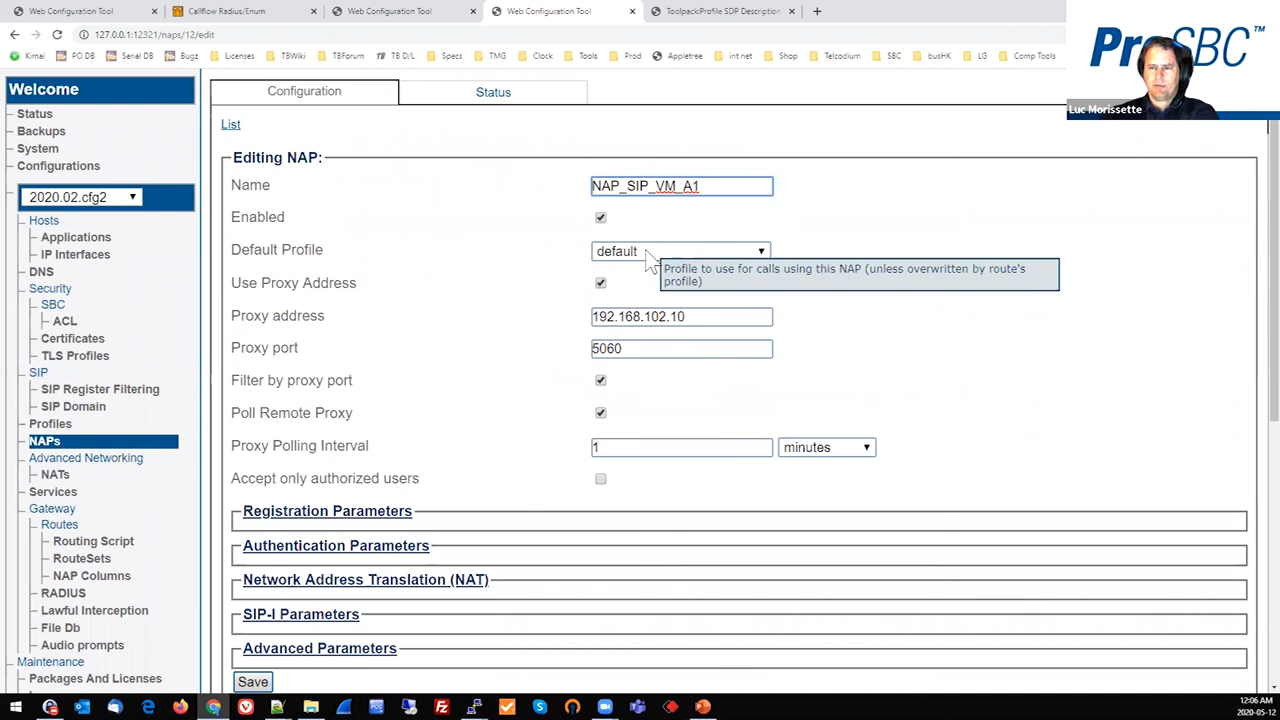 Web Configuration Tool
Callflow Radius/Enum
Web Configuration Tool
Web Configuration Tool
Toolpack:Profile SDP Description
127.0.0.1:12321/naps/12/edit
Kimai
PO DB
Serial DB
Bugz
Licenses
TBWiki
TBForum
TB D/L
Specs
TMG
Clock
Tools
Prod
Appletree
int net
Shop
Telcodium
SBC
busHK
LG
Comp Tools
Luc Morissette
Welcome
Status
Backups
System
Configurations
2020.02.cfg2
Hosts
Applications
IP Interfaces
DNS
Security
SBC
ACL
Certificates
TLS Profiles
SIP
SIP Register Filtering
SIP Domain
Profiles
NAPs
Advanced Networking
NATs
Services
Gateway
Routes
Routing Script
RouteSets
NAP Columns
RADIUS
Lawful Interception
File Db
Audio prompts
Maintenance
Packages And Licenses
Configuration
Status
List
Editing NAP:
Name
NAP_SIP_VM_A1
Enabled
Default Profile
default
Profile to use for calls using this NAP (unless overwritten by route's
profile)
Use Proxy Address
Proxy address
192.168.102.10
Proxy port
5060
Filter by proxy port
Poll Remote Proxy
Proxy Polling Interval
1
minutes
Accept only authorized users
Registration Parameters
Authentication Parameters
Network Address Translation (NAT)
SIP-I Parameters
Advanced Parameters
Save
12:06 AM
2020-05-12